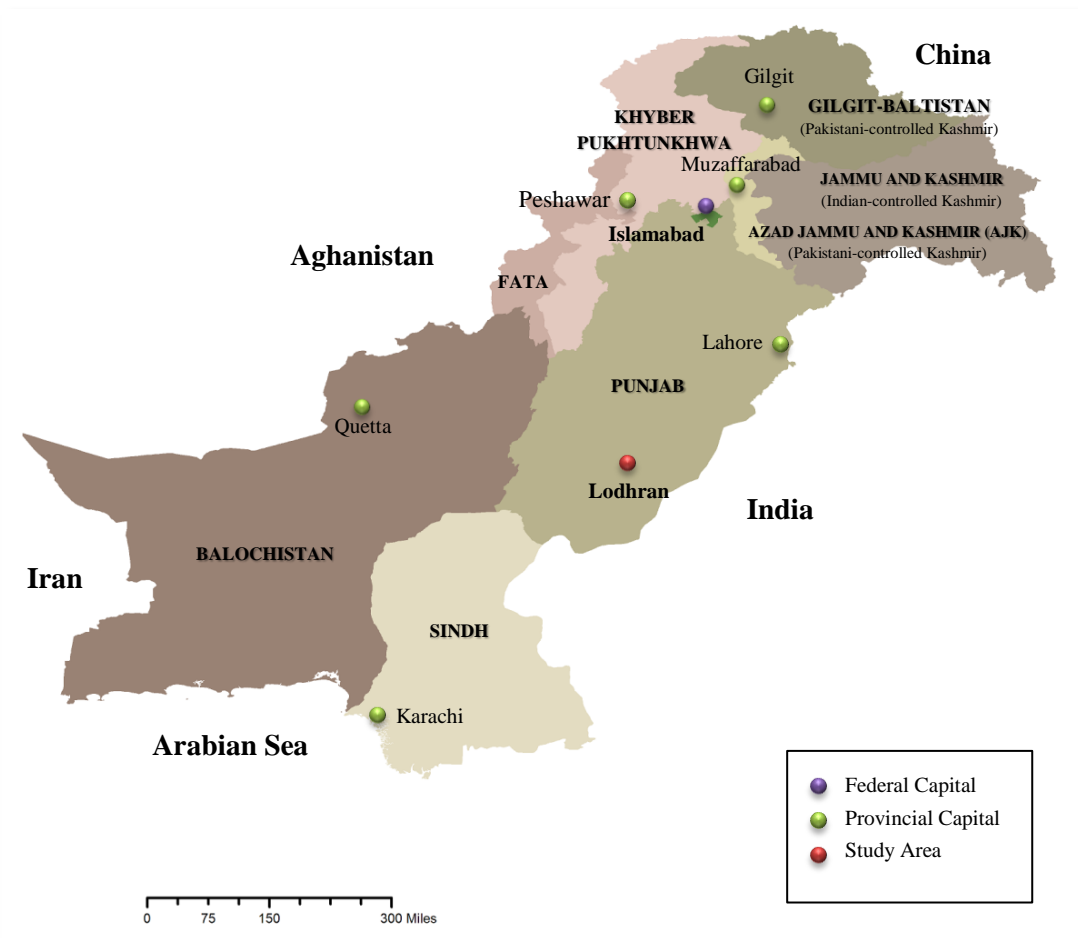 China
Gilgit
GILGIT-BALTISTAN
(Pakistani-controlled Kashmir)
KHYBER
PUKHTUNKHWA
Muzaffarabad
JAMMU AND KASHMIR
(Indian-controlled Kashmir)
Peshawar
Islamabad
AZAD JAMMU AND KASHMIR (AJK)
(Pakistani-controlled Kashmir)
Aghanistan
FATA
Lahore
PUNJAB
Quetta
Lodhran
India
BALOCHISTAN
Iran
SINDH
Karachi
Arabian Sea
Federal Capital
Provincial Capital
Study Area
0 75 150 300 Miles